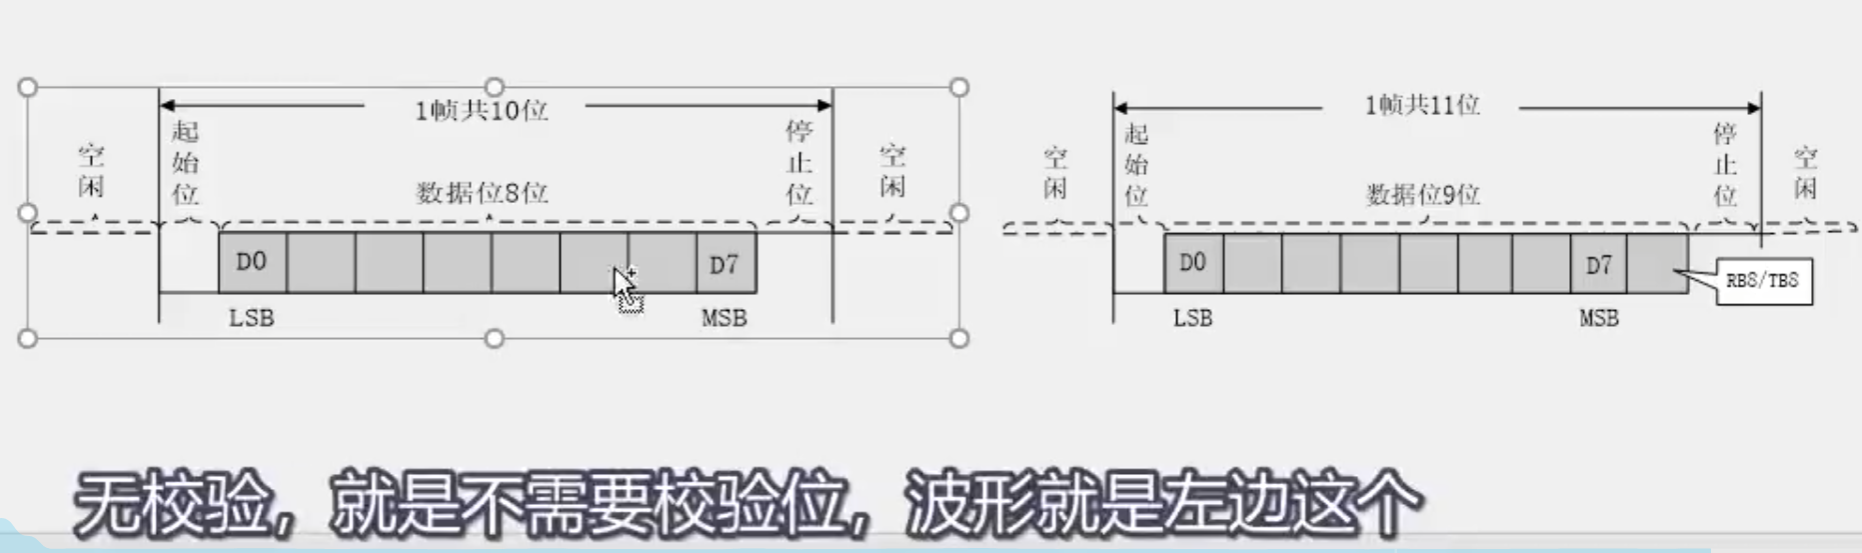 1帧共10位
起始位
停止位
空闲
空闲
数据位8位
D0
D7
LSB
MSB
1帧共11位
起始位
停止位
空闲
空闲
数据位9位
D0
D7
RB8/TB8
LSB
MSB
无校验，就是不需要校验位，波形就是左边这个